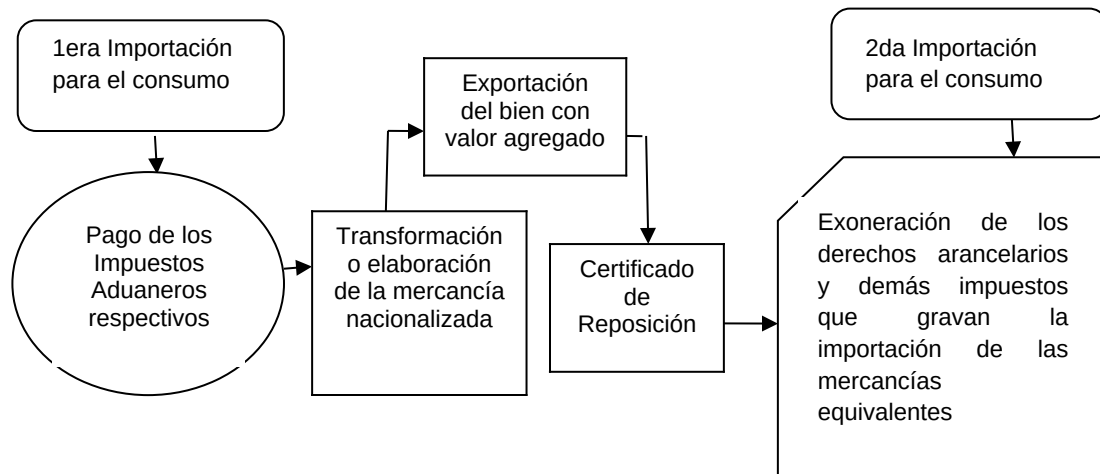 1era Importación
para el consumo
Pago de los
Impuestos
Aduaneros
respectivos
Transformación
o elaboración
de la mercancía
nacionalizada
Exportación
del bien con
valor agregado
Certificado
de
Reposición
2da Importación
para el consumo
Exoneración de los
derechos arancelarios
y demás impuestos
que gravan la
importación de las
mercancías
equivalentes